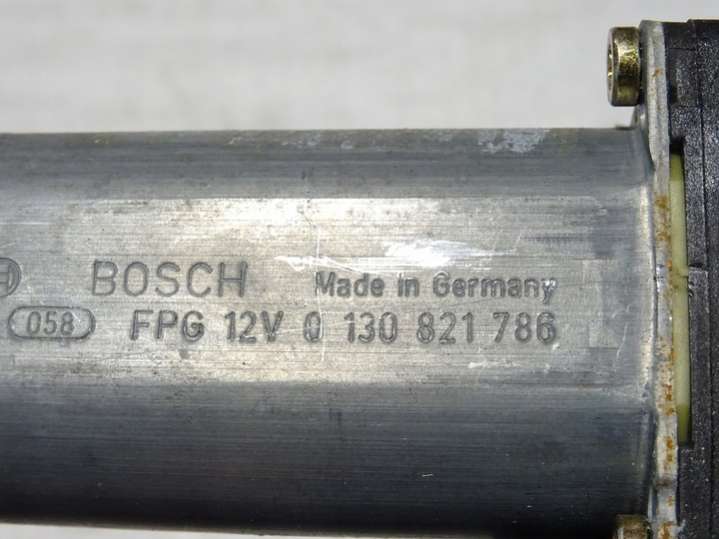 BOSCH Made in Germany
058 FPG 12V 0 130 821 786